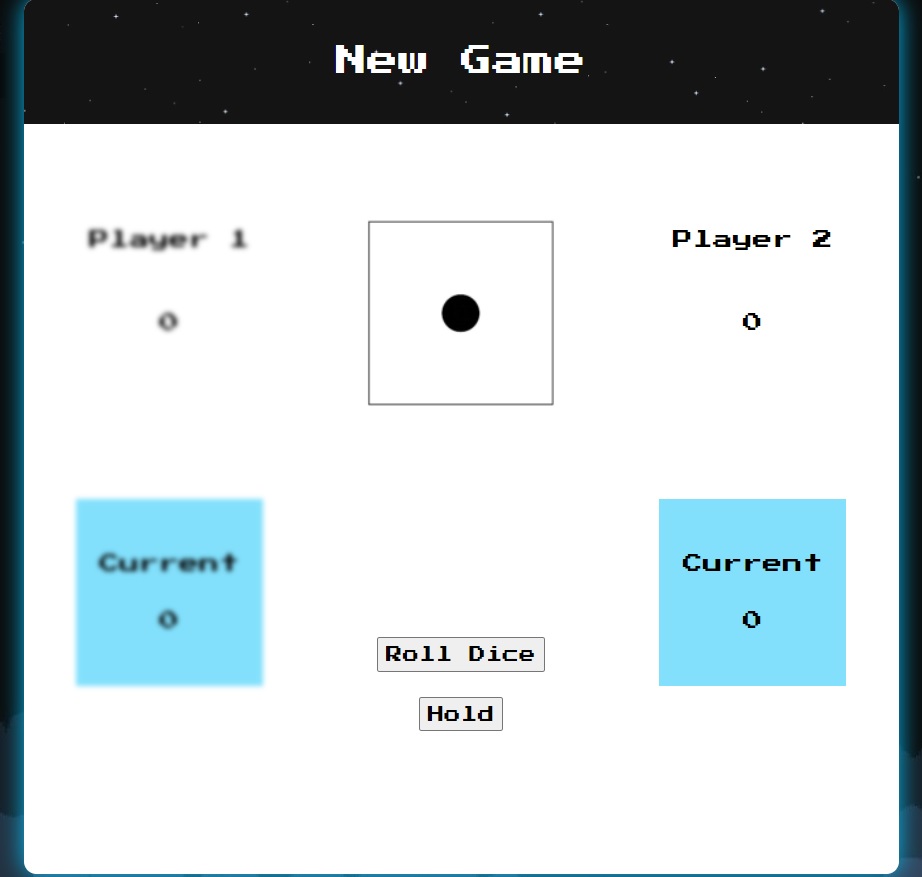 New Game
Player 1
0
Player 2
0
Current
0
Current
0
Roll Dice
Hold